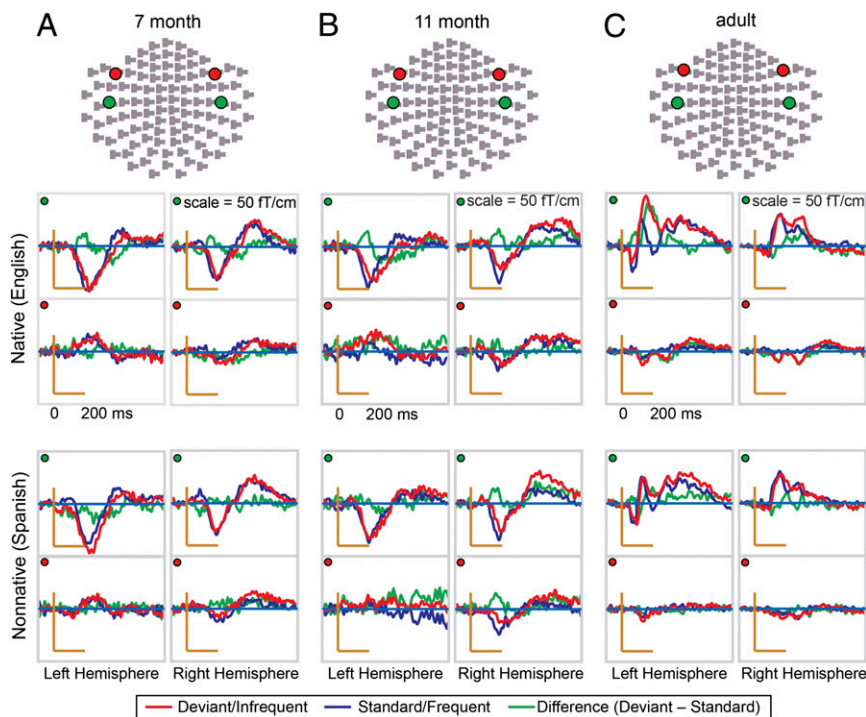 A 7 month B 11 month C adult
Native (English)
scale = 50 fT/cm scale = 50 fT/cm scale = 50 fT/cm
0 200 ms 0 200 ms 0 200 ms
Nonnative (Spanish)
Left Hemisphere Right Hemisphere Left Hemisphere Right Hemisphere Left Hemisphere Right Hemisphere
Deviant/Infrequent Standard/Frequent Difference (Deviant – Standard)